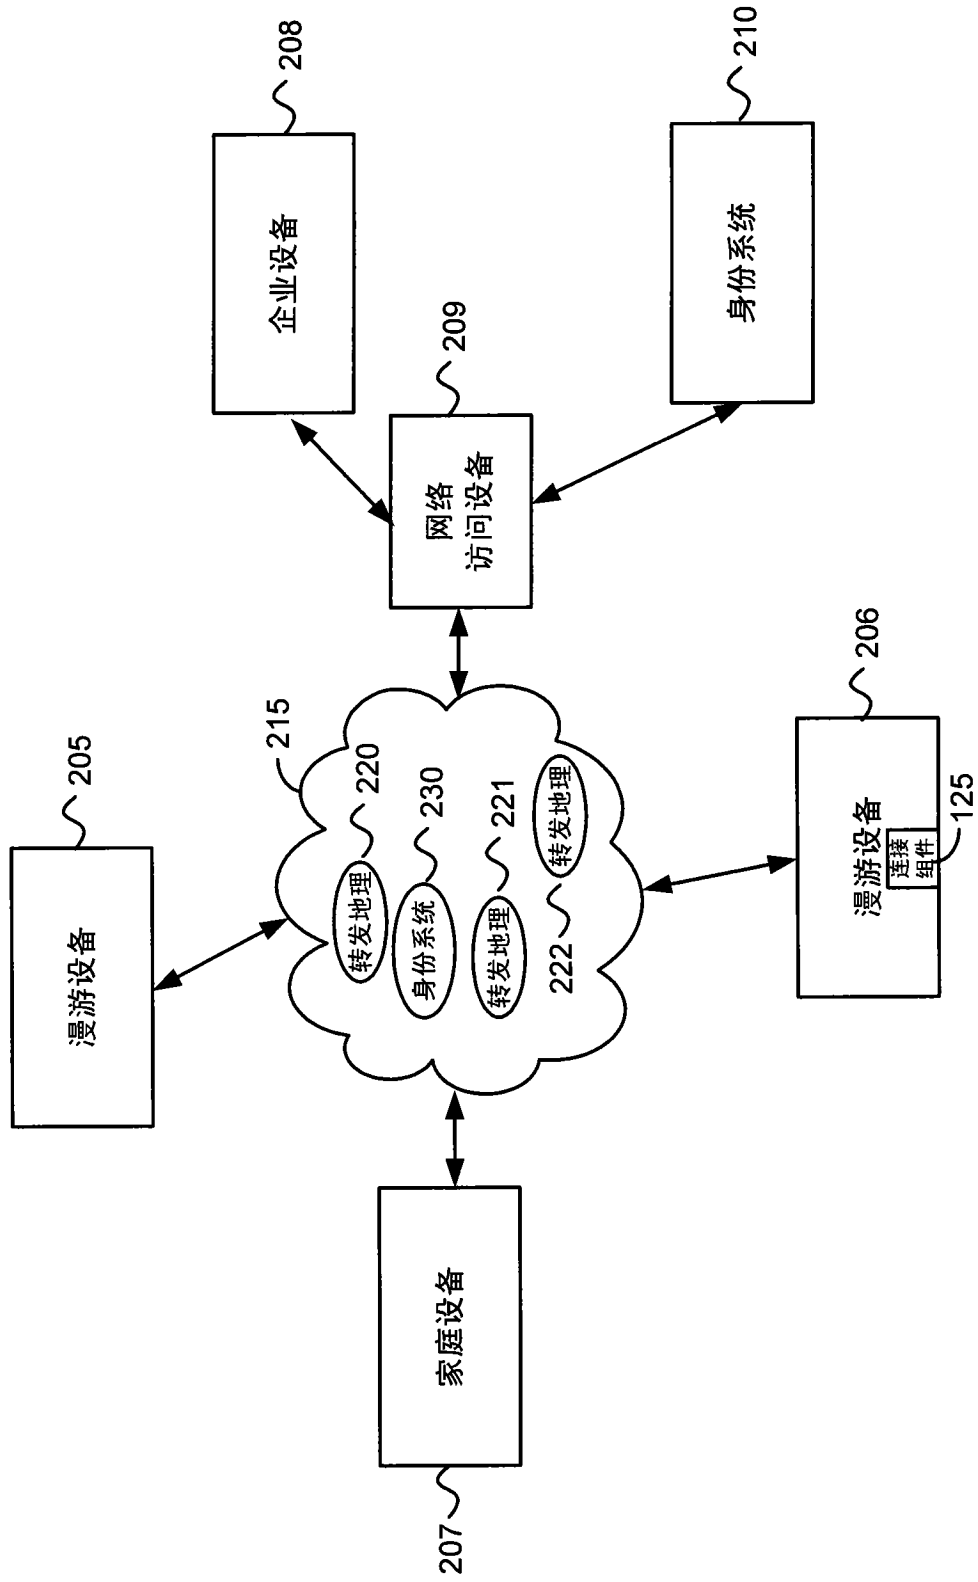 漫游设备
205
215
企业设备
208
转发地理
220
身份系统
230
网络
访问设备
209
家庭设备
207
转发地理
221
转发地理
222
身份系统
210
漫游设备
206
连接
组件
125